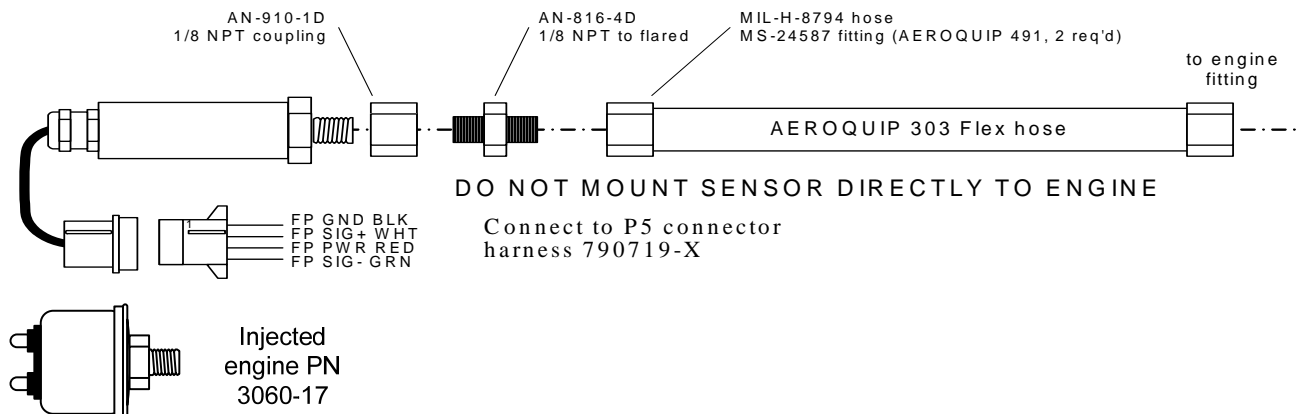 AN-910-1D
1/8 NPT coupling
AN-816-4D
1/8 NPT to flared
MIL-H-8794 hose
MS-24587 fitting (AEROQUIP 491, 2 req'd)
to engine
fitting
AEROQUIP 303 Flex hose
DO NOT MOUNT SENSOR DIRECTLY TO ENGINE
1
FP GND BLK
FP SIG+ WHT
FP PWR RED
FP SIG- GRN
Connect to P5 connector
harness 790719-X
Injected
engine PN
3060-17